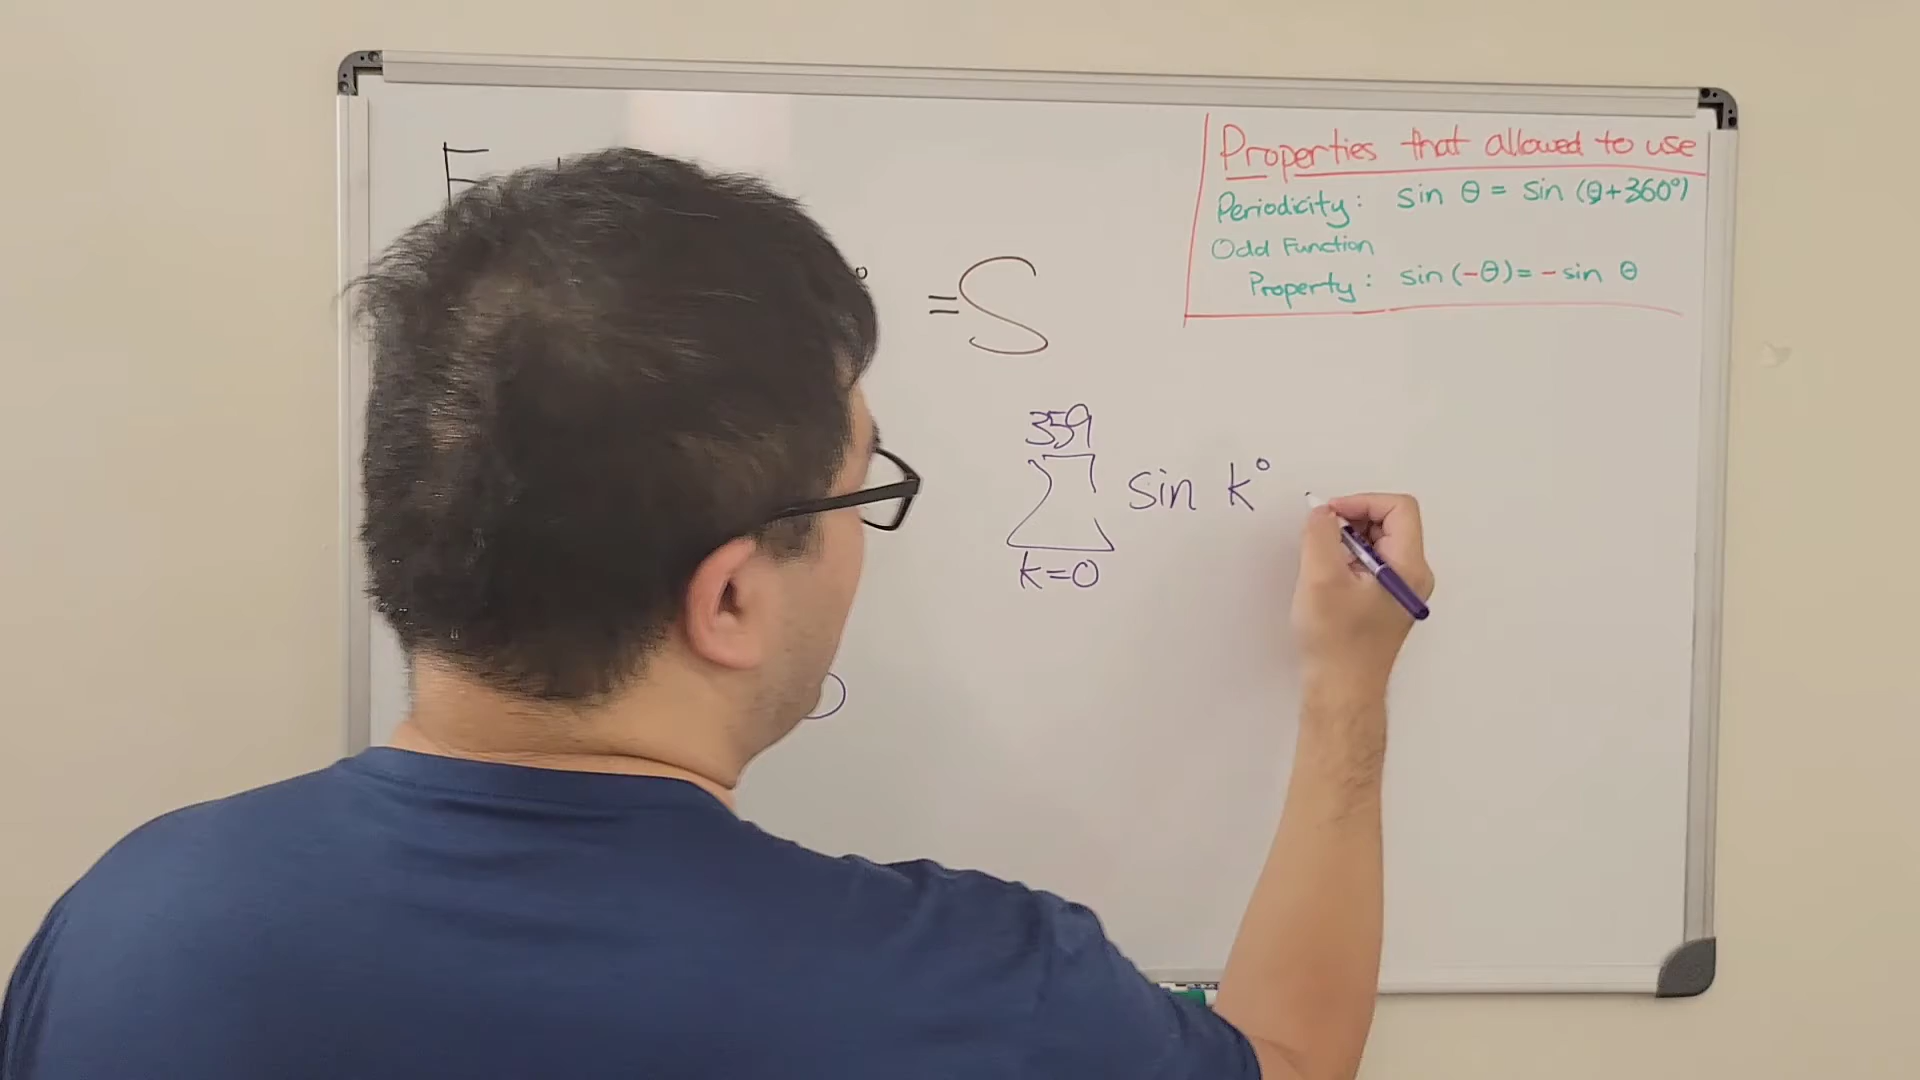 Properties that allowed to use
Periodicity: sin θ = sin (θ+360°)
Odd Function
Property: sin (-θ) = - sin θ
E
° = S
359
∑ sin k°
k=0